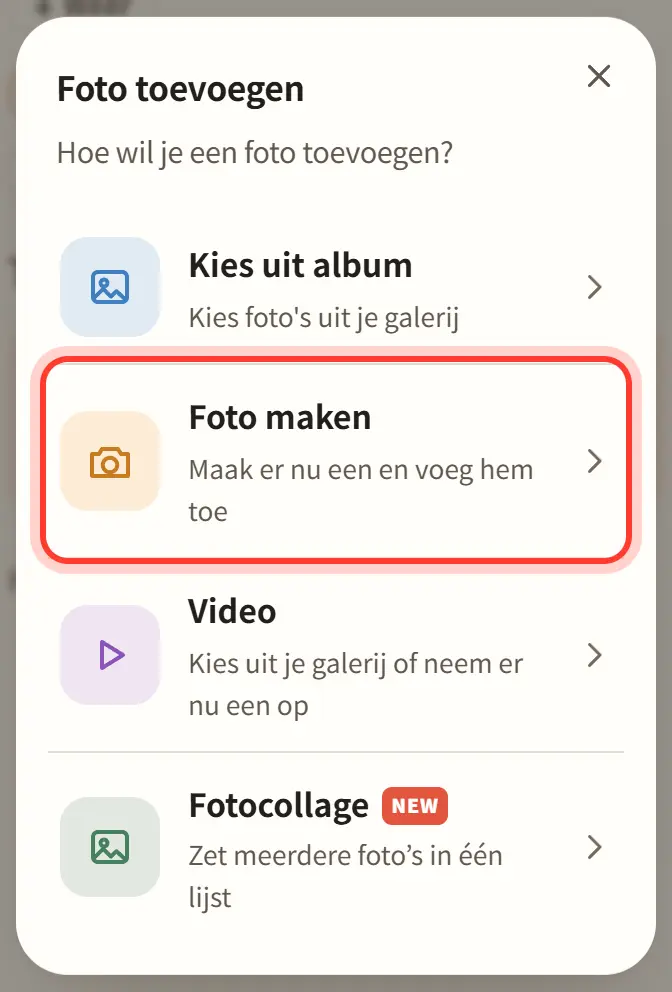 Foto toevoegen
Hoe wil je een foto toevoegen?
Kies uit album
Kies foto's uit je galerij
Foto maken
Maak er nu een en voeg hem
toe
Video
Kies uit je galerij of neem er
nu een op
Fotocollage NEW
Zet meerdere foto’s in één
lijst